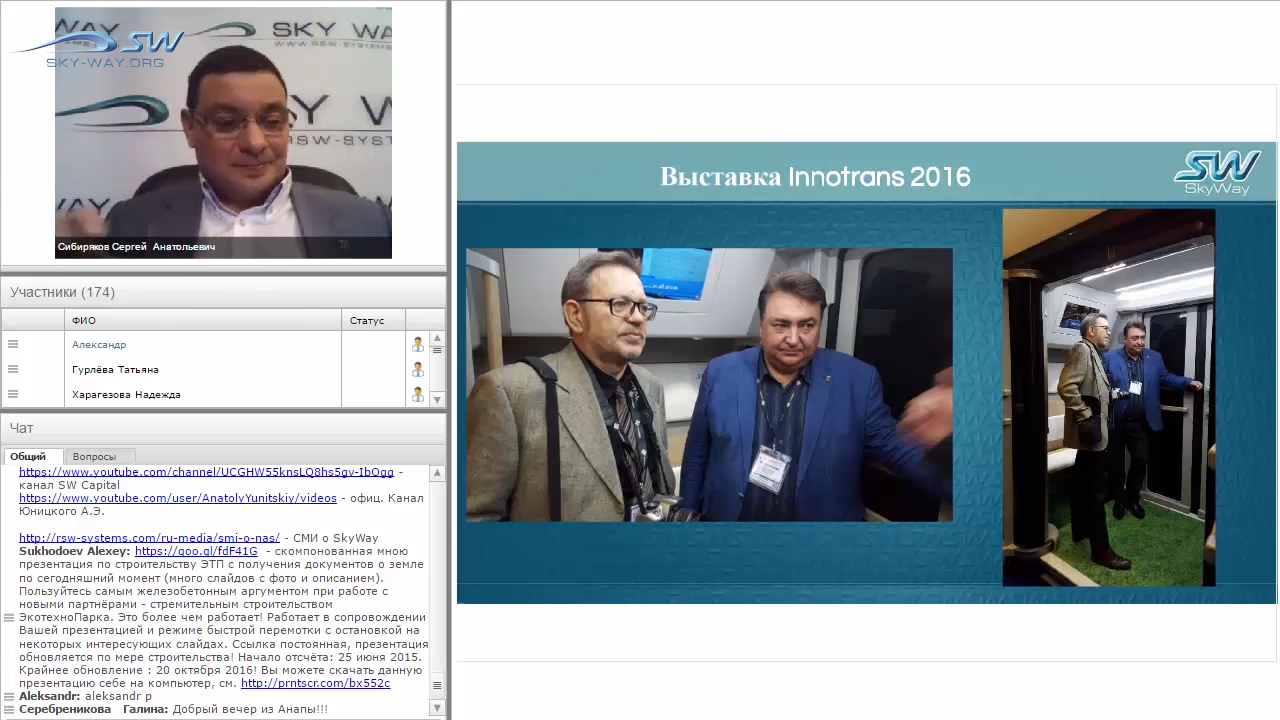 SKY WAY
WWW.RSW-SYSTEMS
SW
SKY-WAY.ORG
SKY W
RSW-SYST
WAY
Сибиряков Сергей Анатольевич
Участники (174)
ФИО
Статус
Александр
Гурлёва Татьяна
Харагезова Надежда
Чат
Общий
Вопросы
https://www.youtube.com/channel/UCGHW55knsLQ8hs5gv-IbOgg -
канал SW Capital
https://www.youtube.com/user/AnatolyYunitskiy/videos - офиц. Канал
Юницкого А.Э.
http://rsw-systems.com/ru-media/smi-o-nas/ - СМИ о SkyWay
Sukhodoev Alexey: https://goo.gl/fdF41G - скомпонованная мною
презентация по строительству ЭТП с получения документов о земле
по сегодняшний момент (много слайдов с фото и описанием).
Пользуйтесь самым железобетонным аргументом при работе с
новыми партнёрами - стремительным строительством
ЭкотехноПарка. Это более чем работает! Работает в сопровождении
Вашей презентацией и режиме быстрой перемотки с остановкой на
некоторых интересующих слайдах. Ссылка постоянная, презентация
обновляется по мере строительства! Начало отсчёта: 25 июня 2015.
Крайнее обновление : 20 октября 2016! Вы можете скачать данную
презентацию себе на компьютер, см. http://prntscr.com/bx552c
Aleksandr: aleksandr p
Серебреникова Галина: Добрый вечер из Анапы!!!
Выставка Innotrans 2016
SW
SkyWay